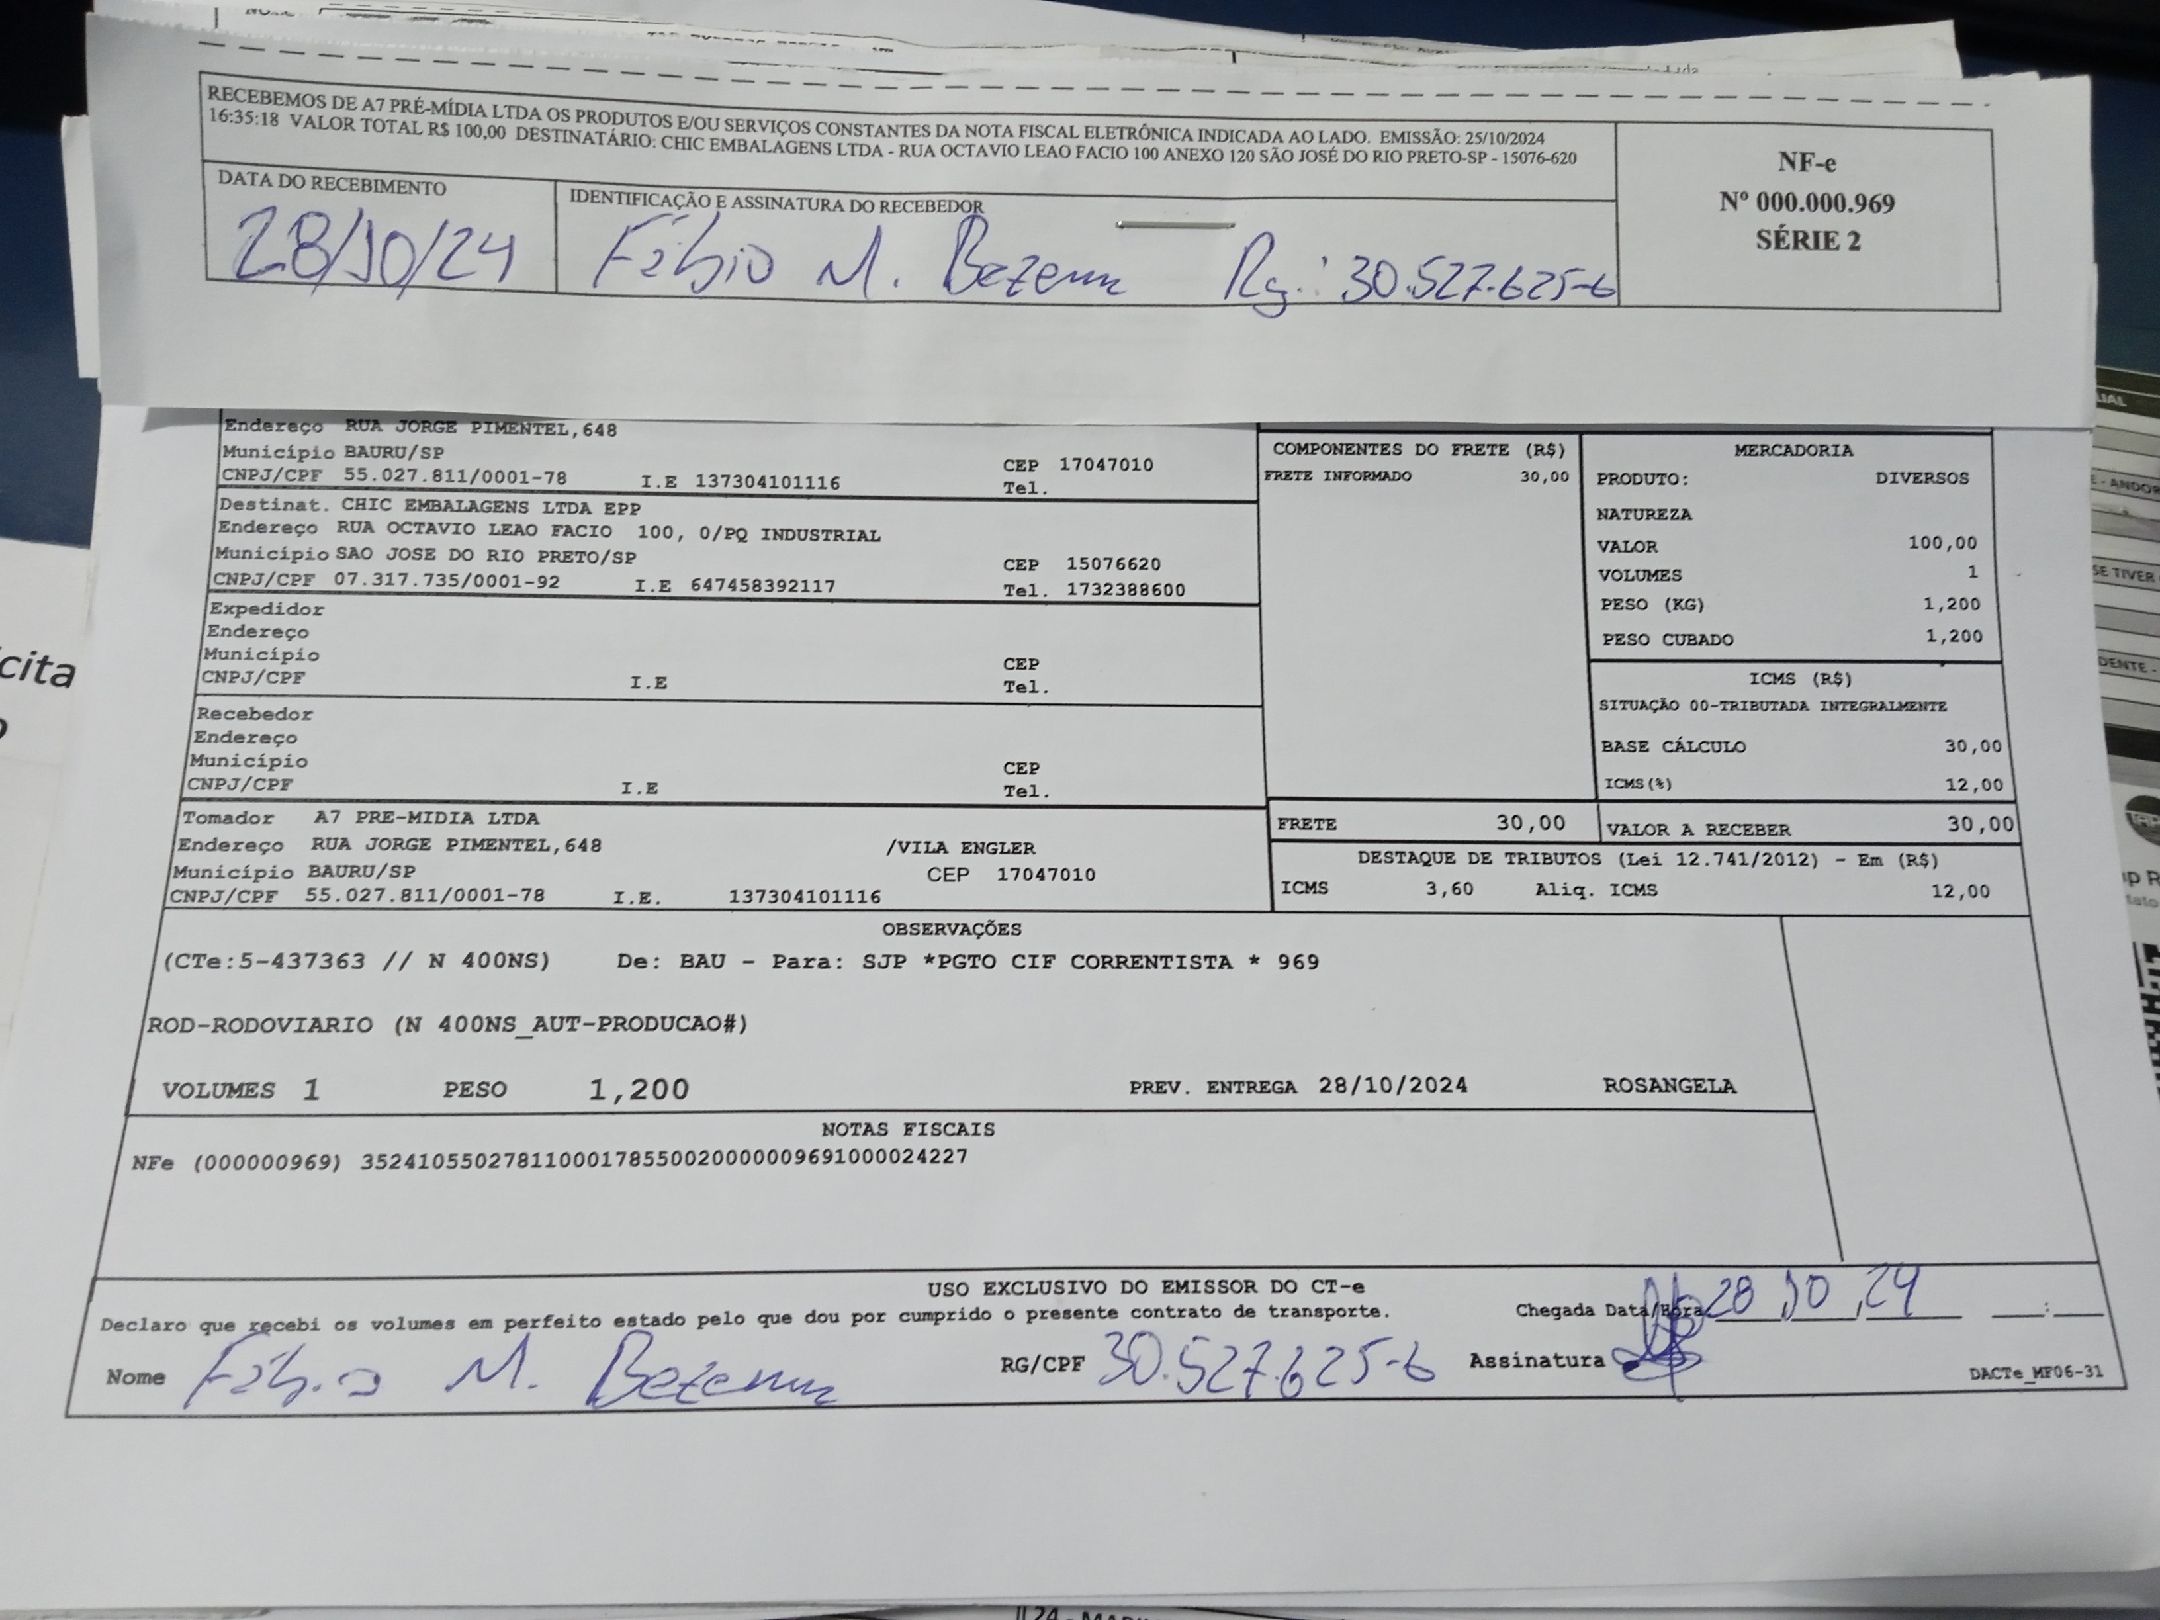 RECEBEMOS DE A7 PRÉ-MÍDIA LTDA OS PRODUTOS E/OU SERVIÇOS CONSTANTES DA NOTA FISCAL ELETRÔNICA INDICADA AO LADO. EMISSÃO: 25/10/2024
16:35:18 VALOR TOTAL R$ 100,00 DESTINATÁRIO: CHIC EMBALAGENS LTDA - RUA OCTAVIO LEAO FACIO 100 ANEXO 120 SÃO JOSÉ DO RIO PRETO-SP - 15076-620
NF-e
Nº 000.000.969
SÉRIE 2
DATA DO RECEBIMENTO
28/10/24
IDENTIFICAÇÃO E ASSINATURA DO RECEBEDOR
Fábio M. Bezerra Rg.: 30.527.625-6
Endereço RUA JORGE PIMENTEL,648
Município BAURU/SP CEP 17047010
CNPJ/CPF 55.027.811/0001-78 I.E 137304101116 Tel.
Destinat. CHIC EMBALAGENS LTDA EPP
Endereço RUA OCTAVIO LEAO FACIO 100, 0/PQ INDUSTRIAL
Município SAO JOSE DO RIO PRETO/SP CEP 15076620
CNPJ/CPF 07.317.735/0001-92 I.E 647458392117 Tel. 1732388600
Expedidor
Endereço
Município CEP
CNPJ/CPF I.E Tel.
Recebedor
Endereço
Município CEP
CNPJ/CPF I.E Tel.
Tomador A7 PRE-MIDIA LTDA
Endereço RUA JORGE PIMENTEL,648 /VILA ENGLER
Município BAURU/SP CEP 17047010
CNPJ/CPF 55.027.811/0001-78 I.E. 137304101116
COMPONENTES DO FRETE (R$)
FRETE INFORMADO 30,00
MERCADORIA
PRODUTO: DIVERSOS
NATUREZA
VALOR 100,00
VOLUMES 1
PESO (KG) 1,200
PESO CUBADO 1,200
ICMS (R$)
SITUAÇÃO 00-TRIBUTADA INTEGRALMENTE
BASE CÁLCULO 30,00
ICMS(%) 12,00
FRETE 30,00 VALOR A RECEBER 30,00
DESTAQUE DE TRIBUTOS (Lei 12.741/2012) - Em (R$)
ICMS 3,60 Aliq. ICMS 12,00
OBSERVAÇÕES
(CTe:5-437363 // N 400NS) De: BAU - Para: SJP *PGTO CIF CORRENTISTA * 969
ROD-RODOVIARIO (N 400NS_AUT-PRODUCAO#)
VOLUMES 1 PESO 1,200 PREV. ENTREGA 28/10/2024 ROSANGELA
NOTAS FISCAIS
NFe (000000969) 35241055027811000178550020000009691000024227
USO EXCLUSIVO DO EMISSOR DO CT-e
Declaro que recebi os volumes em perfeito estado pelo que dou por cumprido o presente contrato de transporte. Chegada Data/Hora 28 10 24 :
Nome Fábio M. Bezerra RG/CPF 30.527.625-6 Assinatura
DACTe_MF06-31
cita
SE TIVER